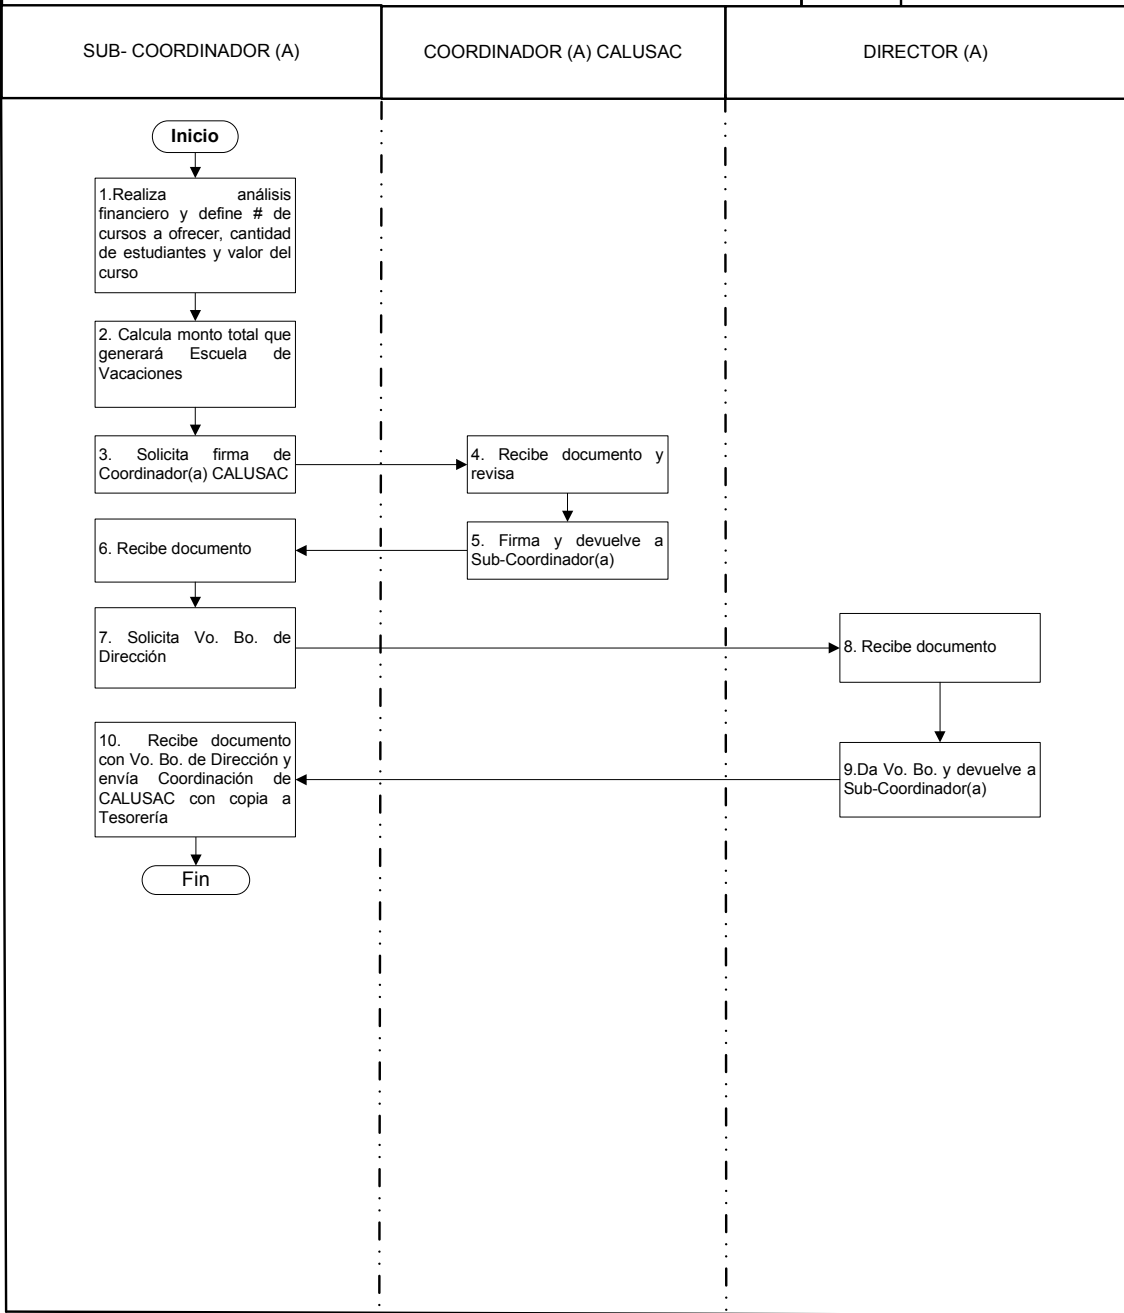 SUB- COORDINADOR (A)
COORDINADOR (A) CALUSAC
DIRECTOR (A)
Inicio
1.Realiza análisis
financiero y define # de
cursos a ofrecer, cantidad
de estudiantes y valor del
curso
2. Calcula monto total que
generará Escuela de
Vacaciones
3. Solicita firma de
Coordinador(a) CALUSAC
4. Recibe documento y
revisa
5. Firma y devuelve a
Sub-Coordinador(a)
6. Recibe documento
7. Solicita Vo. Bo. de
Dirección
8. Recibe documento
9.Da Vo. Bo. y devuelve a
Sub-Coordinador(a)
10. Recibe documento
con Vo. Bo. de Dirección y
envía Coordinación de
CALUSAC con copia a
Tesorería
Fin